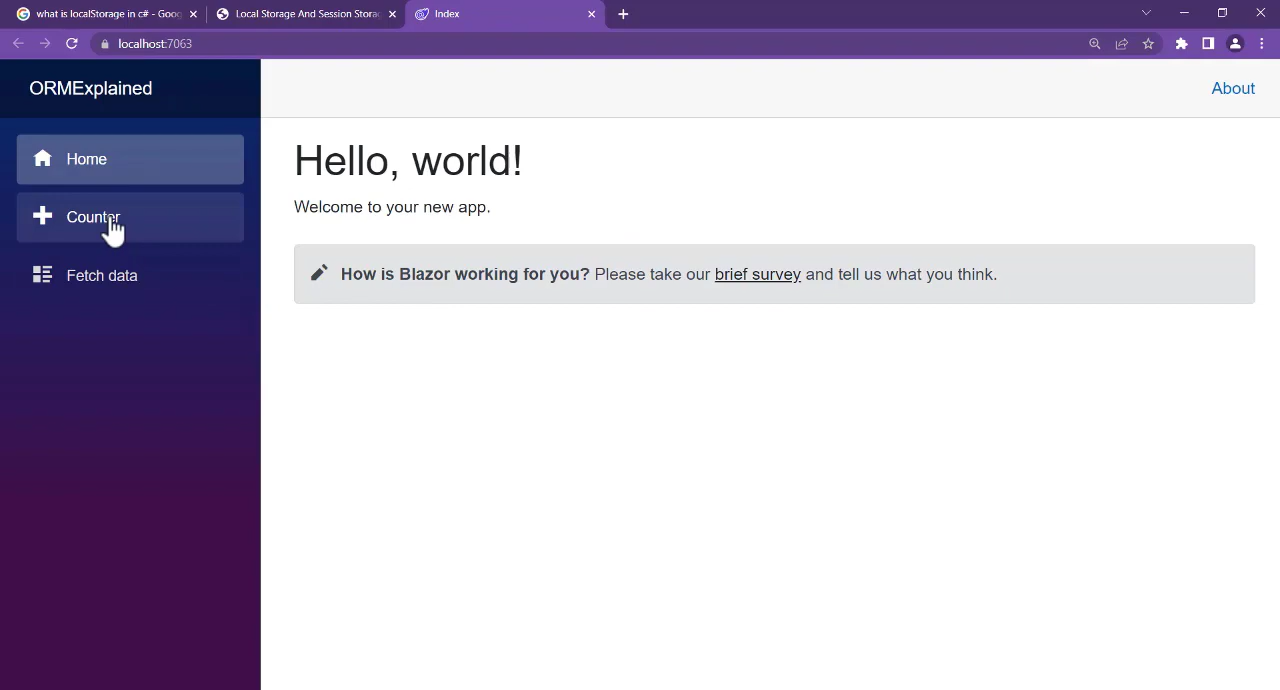 what is localStorage in c# - Goog
Local Storage And Session Stora
Index
localhost:7063
ORMExplained
About
Home
Counter
Fetch data
Hello, world!
Welcome to your new app.
How is Blazor working for you? Please take our brief survey and tell us what you think.